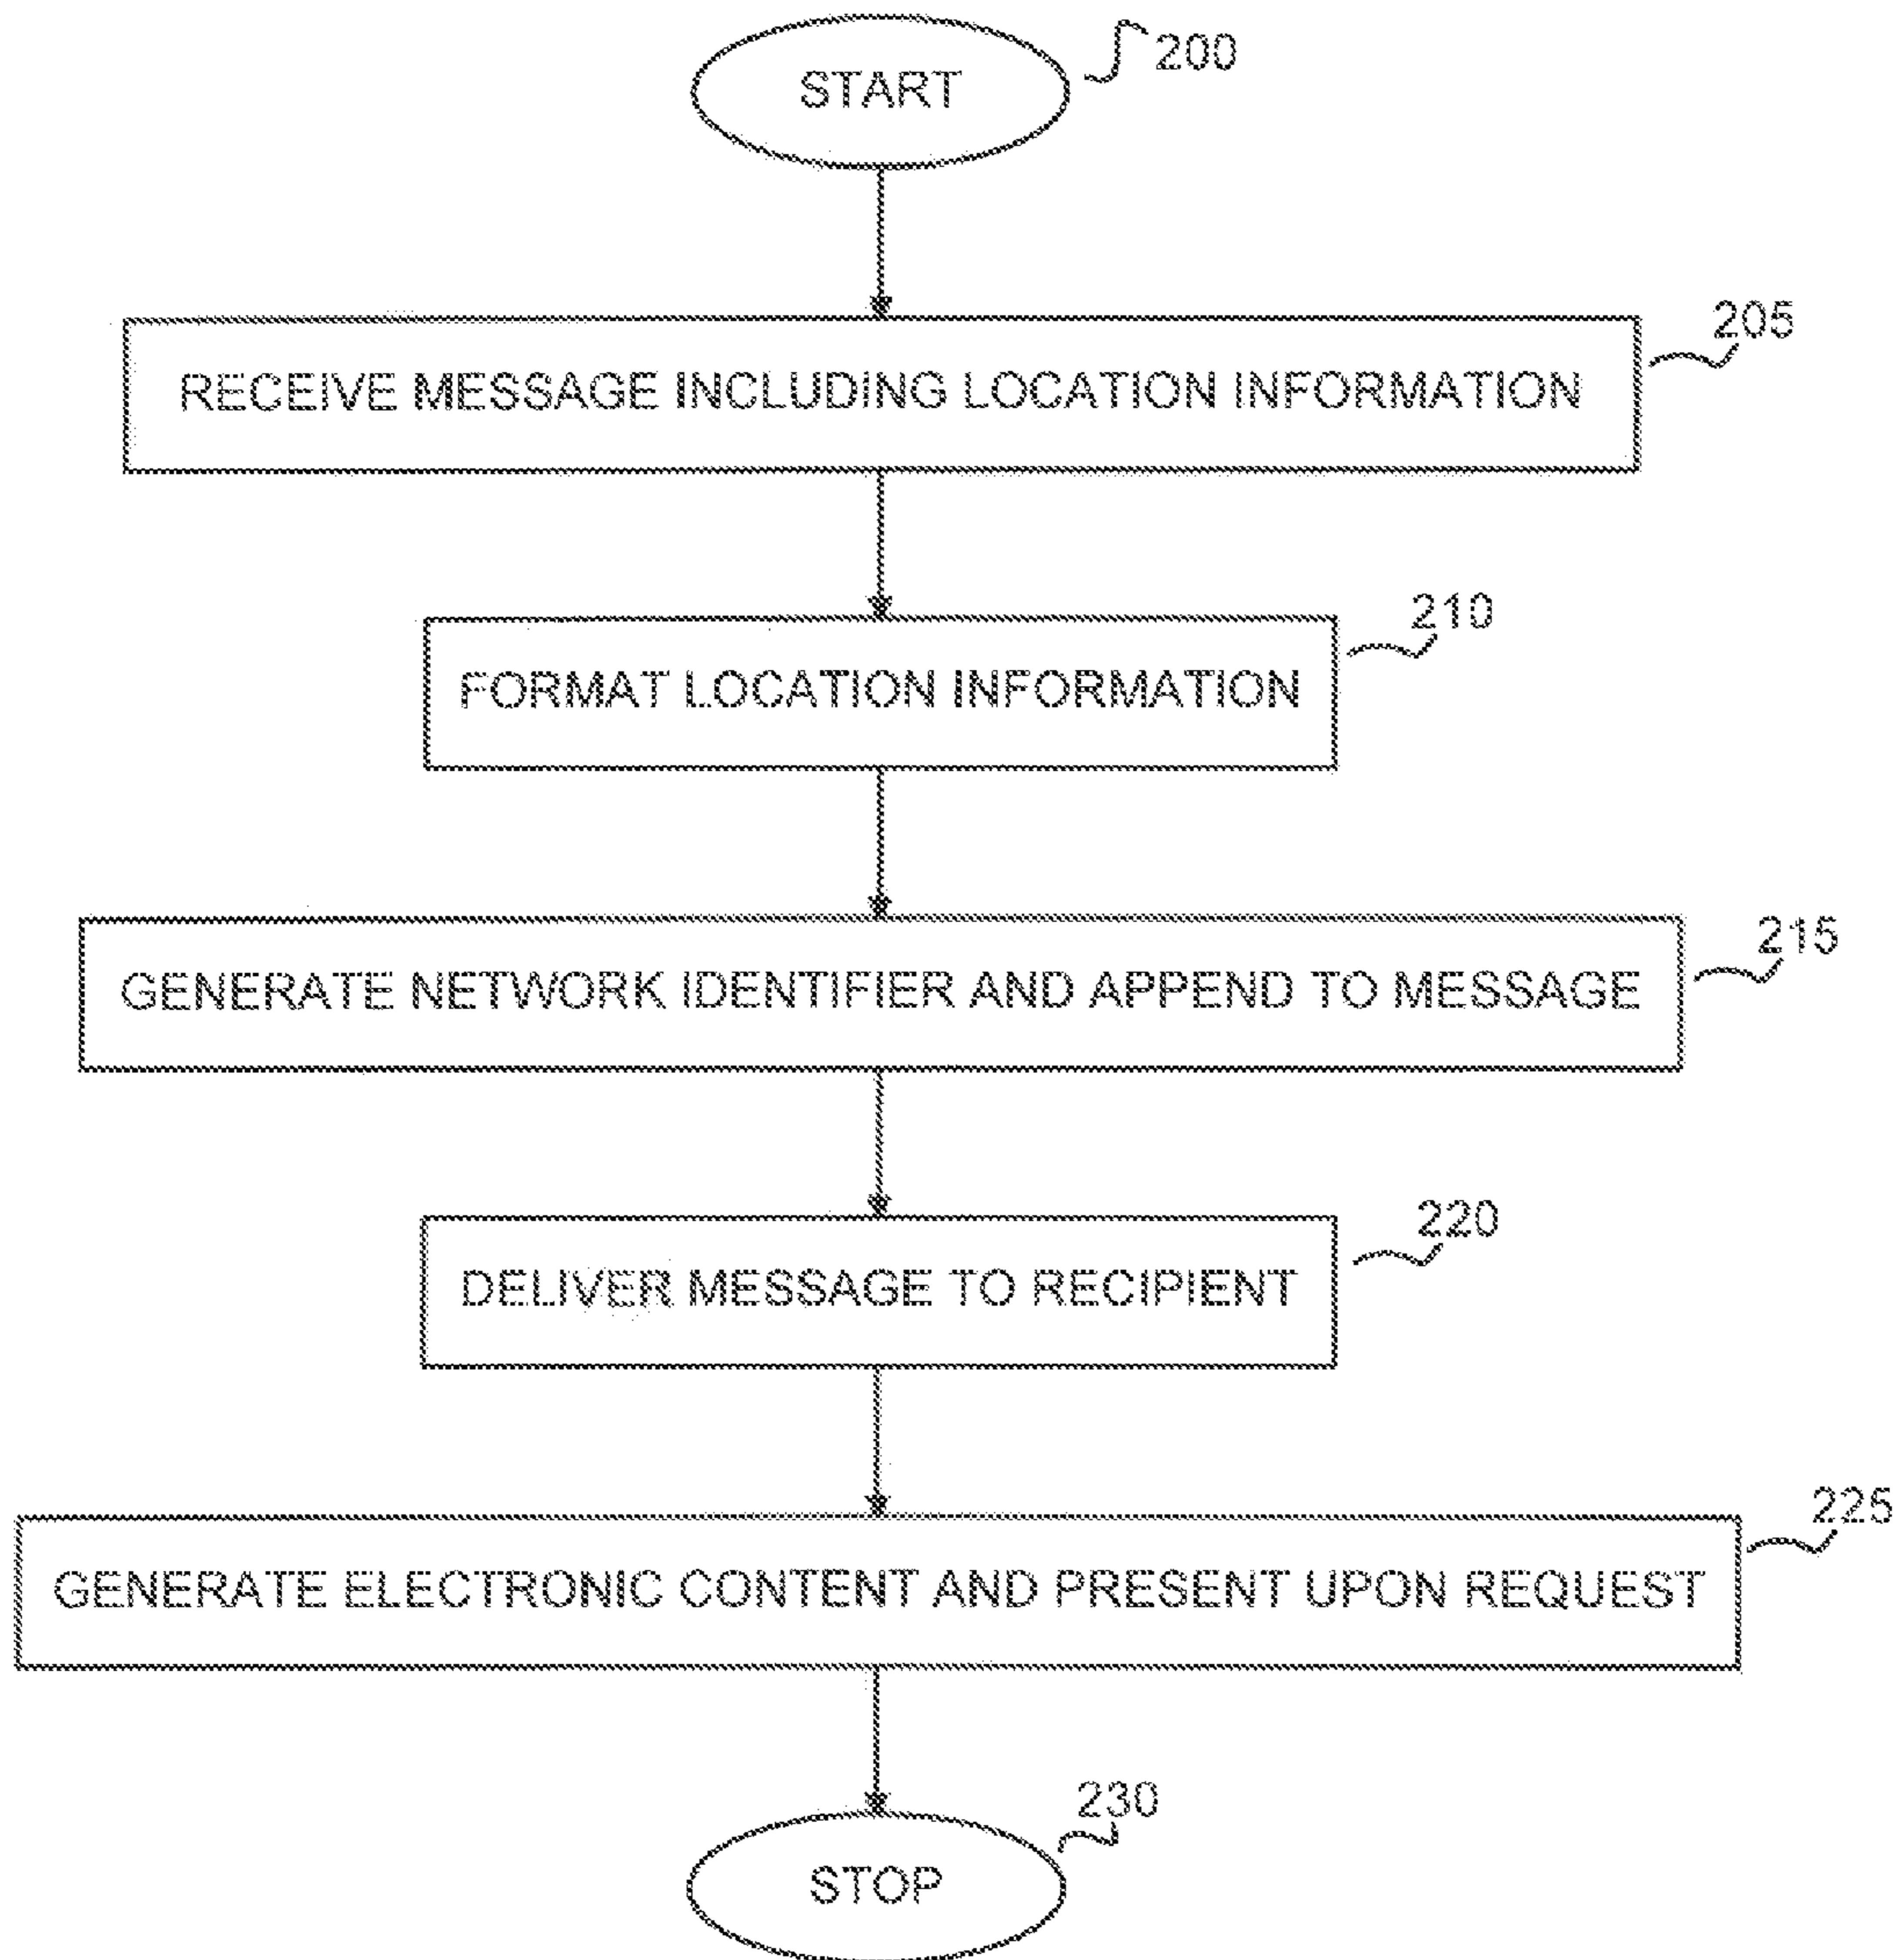 START
200
RECEIVE MESSAGE INCLUDING LOCATION INFORMATION
205
FORMAT LOCATION INFORMATION
210
GENERATE NETWORK IDENTIFIER AND APPEND TO MESSAGE
215
DELIVER MESSAGE TO RECIPIENT
220
GENERATE ELECTRONIC CONTENT AND PRESENT UPON REQUEST
225
STOP
230